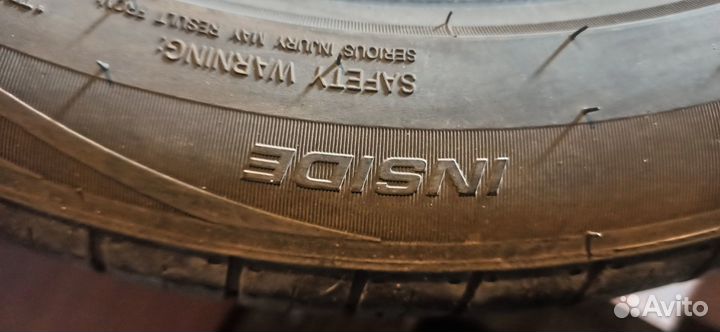 SAFETY WARNING:
SERIOUS INJURY MAY RESULT FROM:
INSIDE
Avito